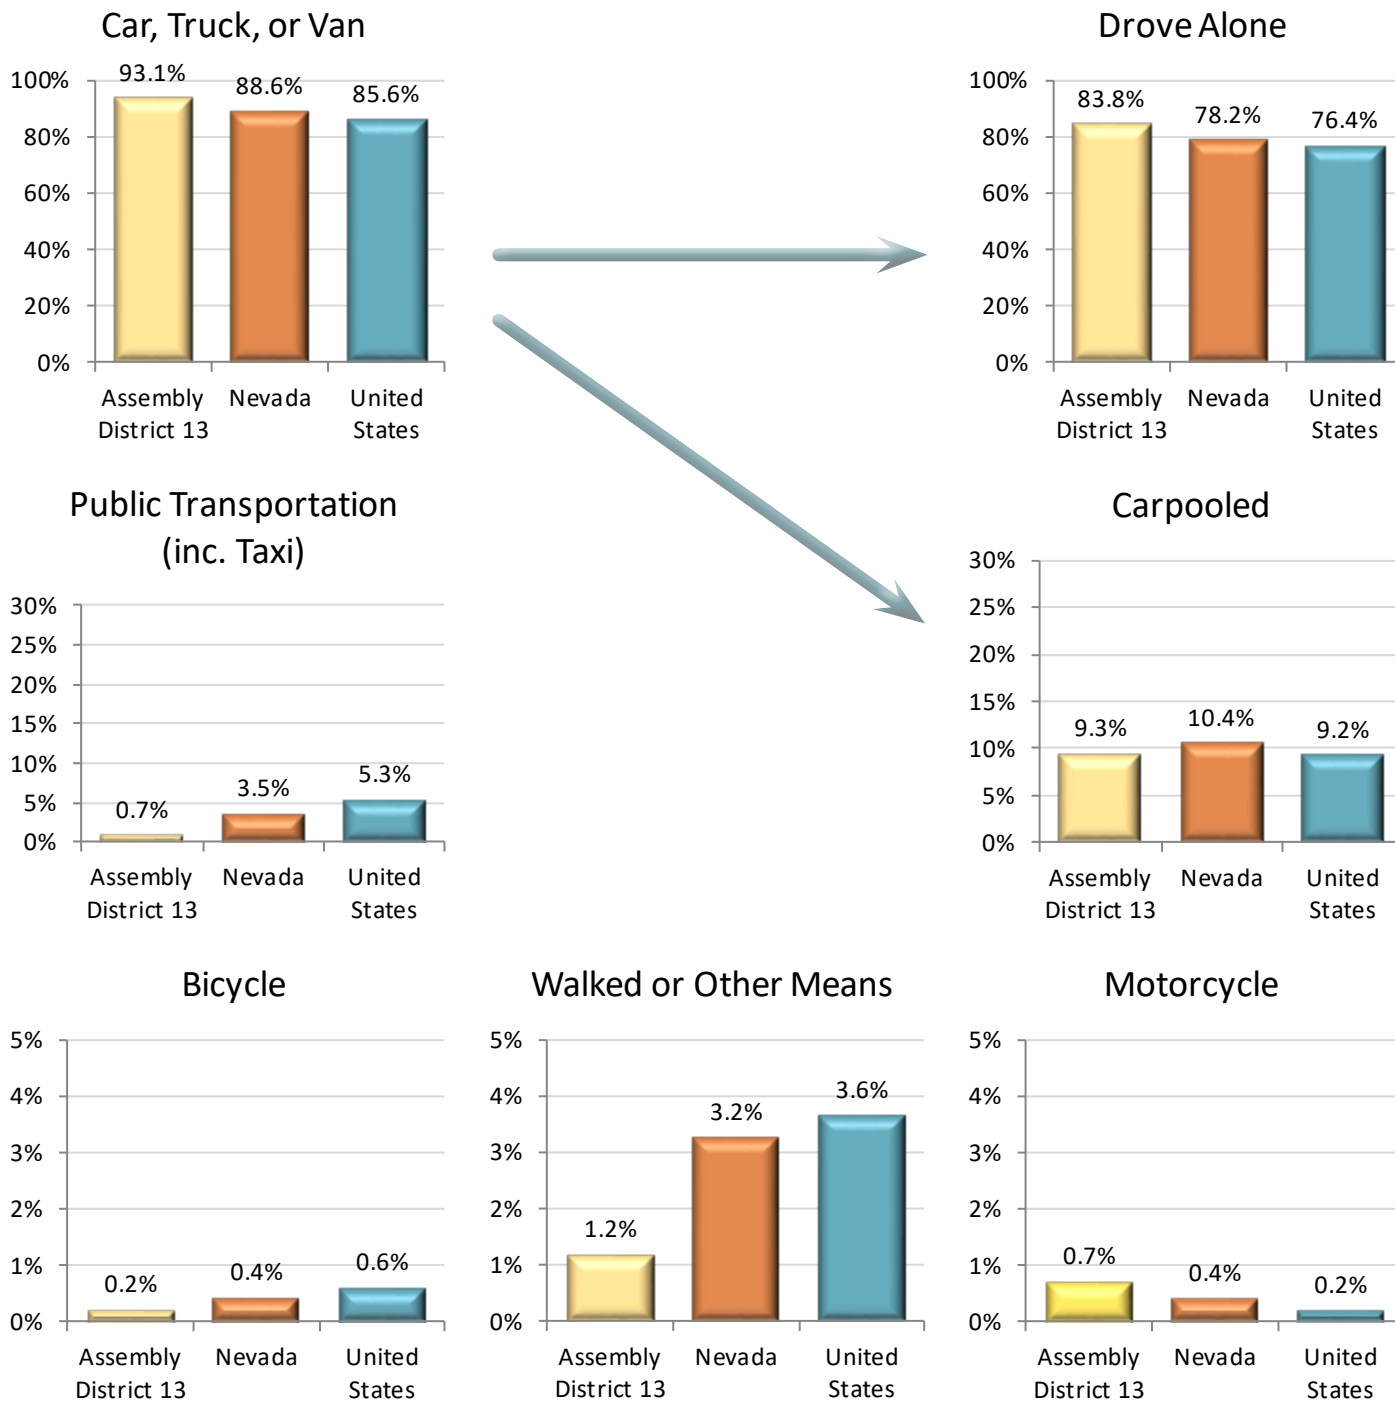 Car, Truck, or Van
100%
80%
60%
40%
20%
0%
93.1%
88.6%
85.6%
Assembly District 13
Nevada
United States
Drove Alone
100%
80%
60%
40%
20%
0%
83.8%
78.2%
76.4%
Assembly District 13
Nevada
United States
Public Transportation
(inc. Taxi)
30%
25%
20%
15%
10%
5%
0%
0.7%
3.5%
5.3%
Assembly District 13
Nevada
United States
Carpooled
30%
25%
20%
15%
10%
5%
0%
9.3%
10.4%
9.2%
Assembly District 13
Nevada
United States
Bicycle
5%
4%
3%
2%
1%
0%
0.2%
0.4%
0.6%
Assembly District 13
Nevada
United States
Walked or Other Means
5%
4%
3%
2%
1%
0%
1.2%
3.2%
3.6%
Assembly District 13
Nevada
United States
Motorcycle
5%
4%
3%
2%
1%
0%
0.7%
0.4%
0.2%
Assembly District 13
Nevada
United States